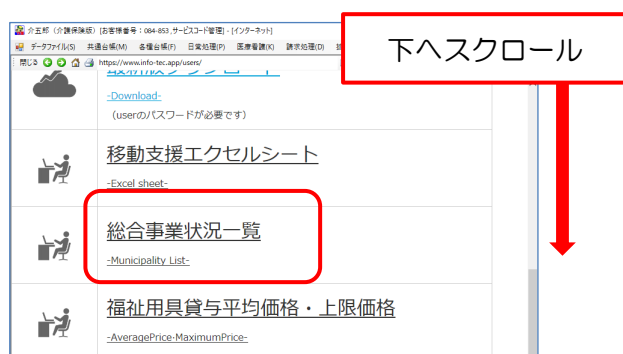 介五郎（介護保険版）[お客様番号：084-853 ,サービスコード管理] - [インターネット]
データファイル(S) 共通台帳(M) 各種台帳(F) 日常処理(P) 医療看護(K) 請求処理(D)
閉じる https://www.info-tec.app/users/
下へスクロール
-Download-
（userのパスワードが必要です）
移動支援エクセルシート
-Excel sheet-
総合事業状況一覧
-Municipality List-
福祉用具貸与平均価格・上限価格
-AveragePrice·MaximumPrice-